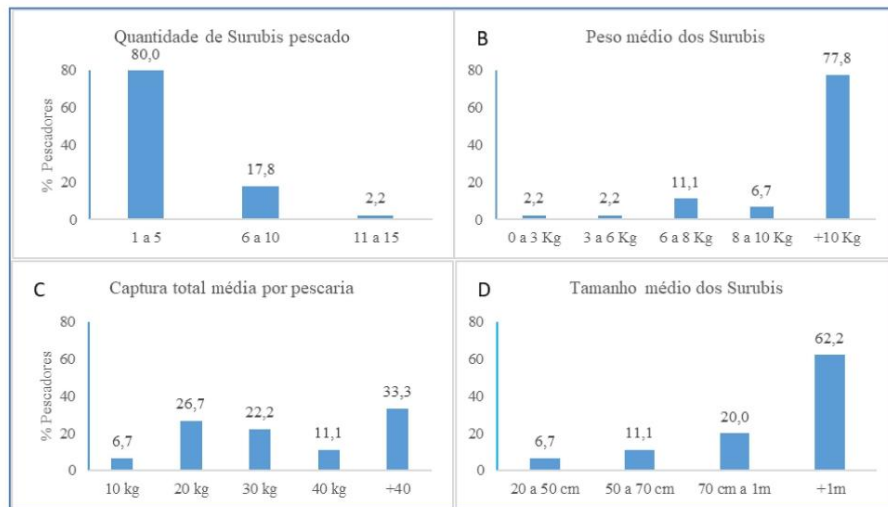 Quantidade de Surubis pescado
% Pescadores
80
60
40
20
0
80,0
17,8
2,2
1 a 5 6 a 10 11 a 15
B Peso médio dos Surubis
80
60
40
20
0
2,2 2,2 11,1 6,7 77,8
0 a 3 Kg 3 a 6 Kg 6 a 8 Kg 8 a 10 Kg +10 Kg
C Captura total média por pescaria
% Pescadores
80
60
40
20
0
6,7 26,7 22,2 11,1 33,3
10 kg 20 kg 30 kg 40 kg +40
D Tamanho médio dos Surubis
80
60
40
20
0
6,7 11,1 20,0 62,2
20 a 50 cm 50 a 70 cm 70 cm a 1m +1m